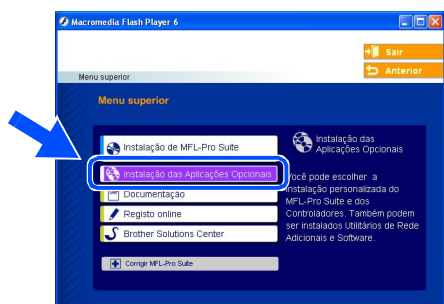 Macromedia Flash Player 6
Sair
Menu superior
Anterior
Menu superior
Instalação de MFL-Pro Suite
Instalação das Aplicações Opcionais
Documentação
Registo online
Brother Solutions Center
Corrigir MFL-Pro Suite
Instalação das
Aplicações Opcionais
Você pode escolher a
instalação personalizada do
MFL-Pro Suite e dos
Controladores. Também podem
ser instalados Utilitários de Rede
Adicionais e Software.